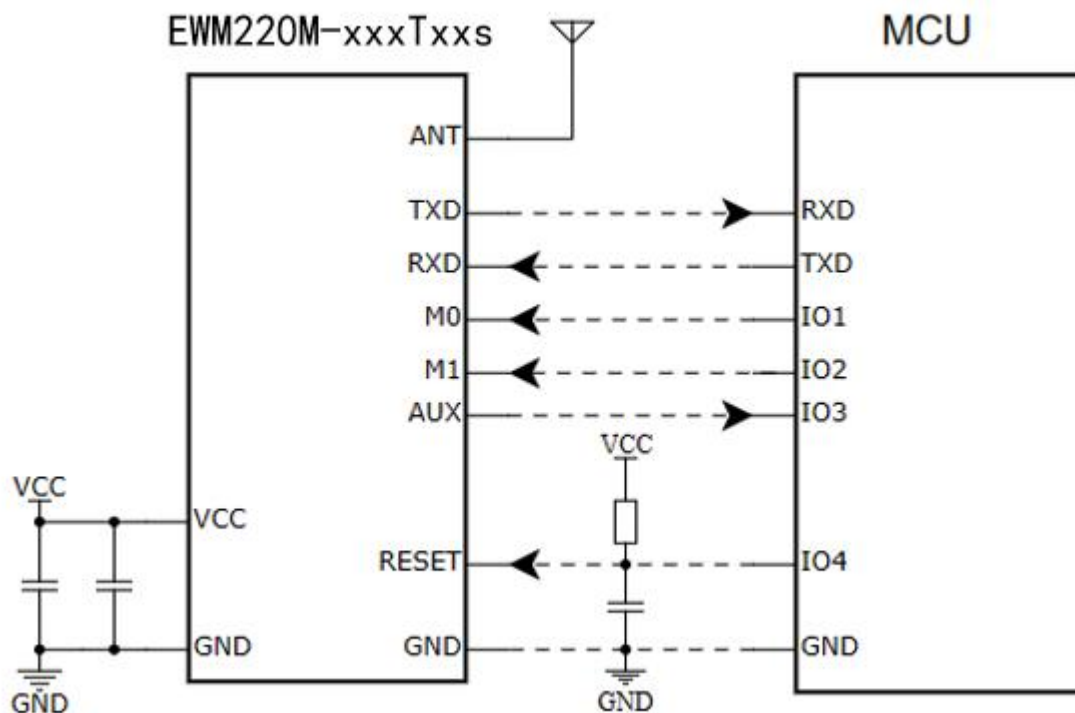 EWM220M-xxxTxxs
MCU
ANT
TXD
RXD
RXD
TXD
M0
IO1
M1
IO2
AUX
IO3
VCC
VCC
VCC
RESET
IO4
GND
GND
GND
GND
GND